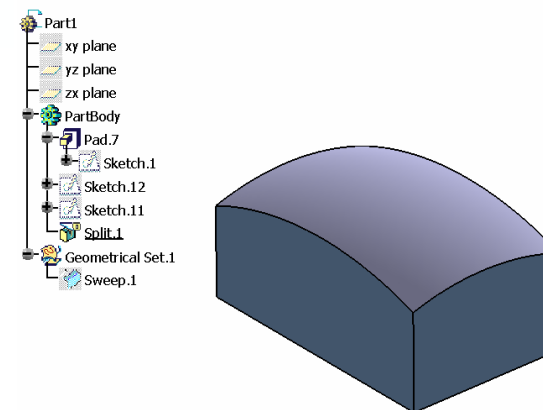 Part1
xy plane
yz plane
zx plane
PartBody
Pad.7
Sketch.1
Sketch.12
Sketch.11
Split.1
Geometrical Set.1
Sweep.1